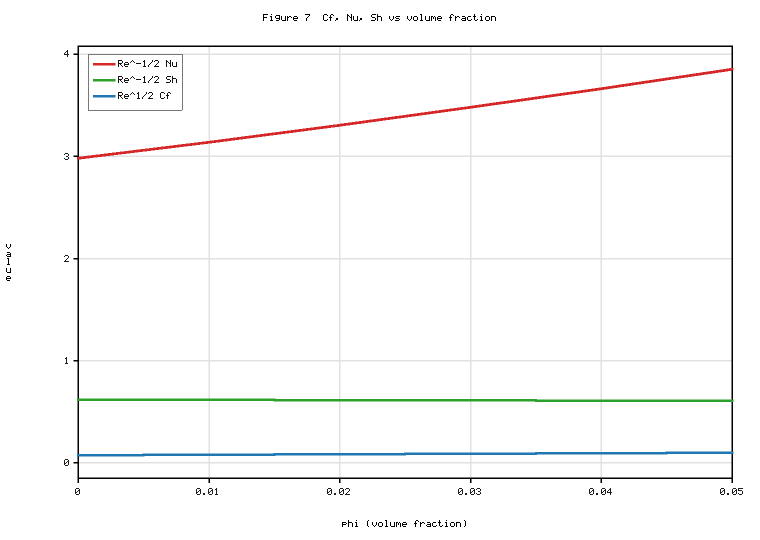 Figure 7  Cf, Nu, Sh vs volume fraction
Re^-1/2 Nu
Re^-1/2 Sh
Re^1/2 Cf
4
3
2
1
0
value
0
0.01
0.02
0.03
0.04
0.05
phi (volume fraction)